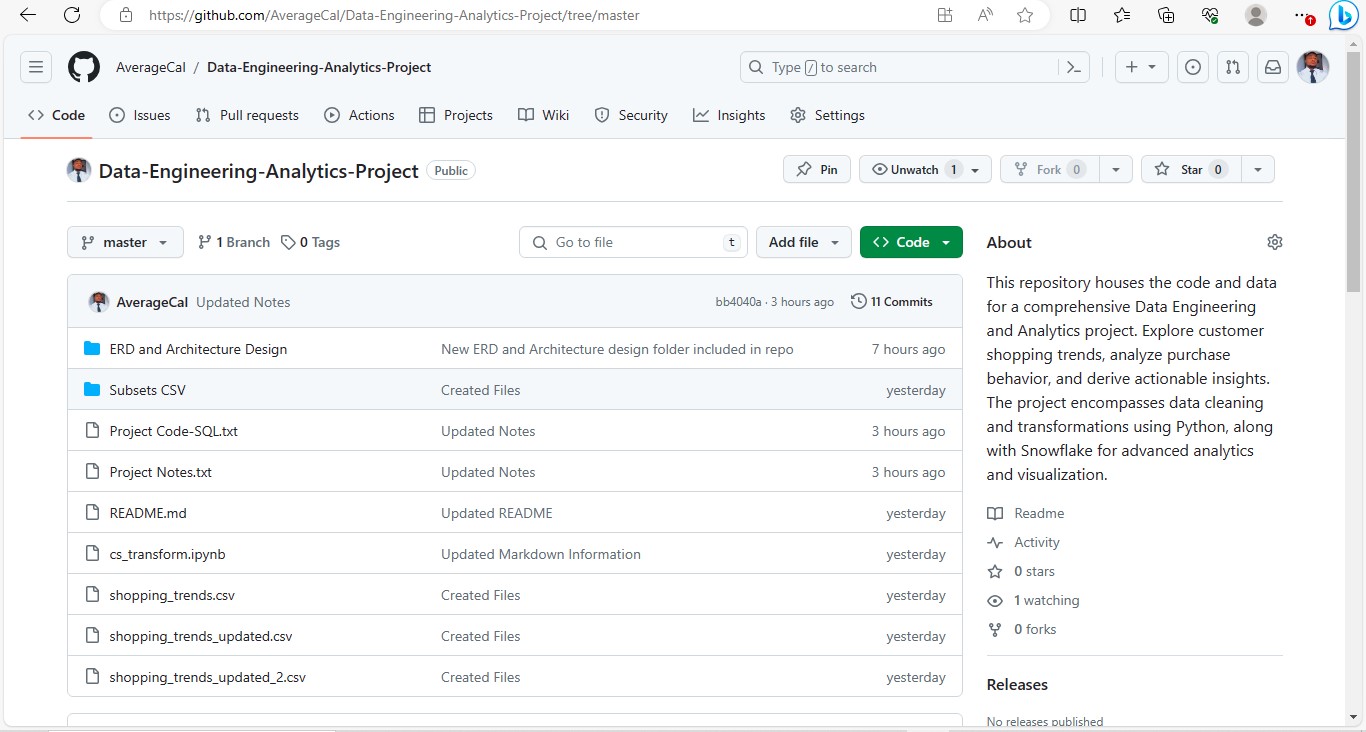 https://github.com/AverageCal/Data-Engineering-Analytics-Project/tree/master
AverageCal / Data-Engineering-Analytics-Project
Type / to search
Code Issues Pull requests Actions Projects Wiki Security Insights Settings
Data-Engineering-Analytics-Project Public
Pin Unwatch 1 Fork 0 Star 0
master 1 Branch 0 Tags Go to file t Add file Code
AverageCal Updated Notes bb4040a · 3 hours ago 11 Commits
ERD and Architecture Design New ERD and Architecture design folder included in repo 7 hours ago
Subsets CSV Created Files yesterday
Project Code-SQL.txt Updated Notes 3 hours ago
Project Notes.txt Updated Notes 3 hours ago
README.md Updated README yesterday
cs_transform.ipynb Updated Markdown Information yesterday
shopping_trends.csv Created Files yesterday
shopping_trends_updated.csv Created Files yesterday
shopping_trends_updated_2.csv Created Files yesterday
About
This repository houses the code and data
for a comprehensive Data Engineering
and Analytics project. Explore customer
shopping trends, analyze purchase
behavior, and derive actionable insights.
The project encompasses data cleaning
and transformations using Python, along
with Snowflake for advanced analytics
and visualization.
Readme
Activity
0 stars
1 watching
0 forks
Releases
No releases published